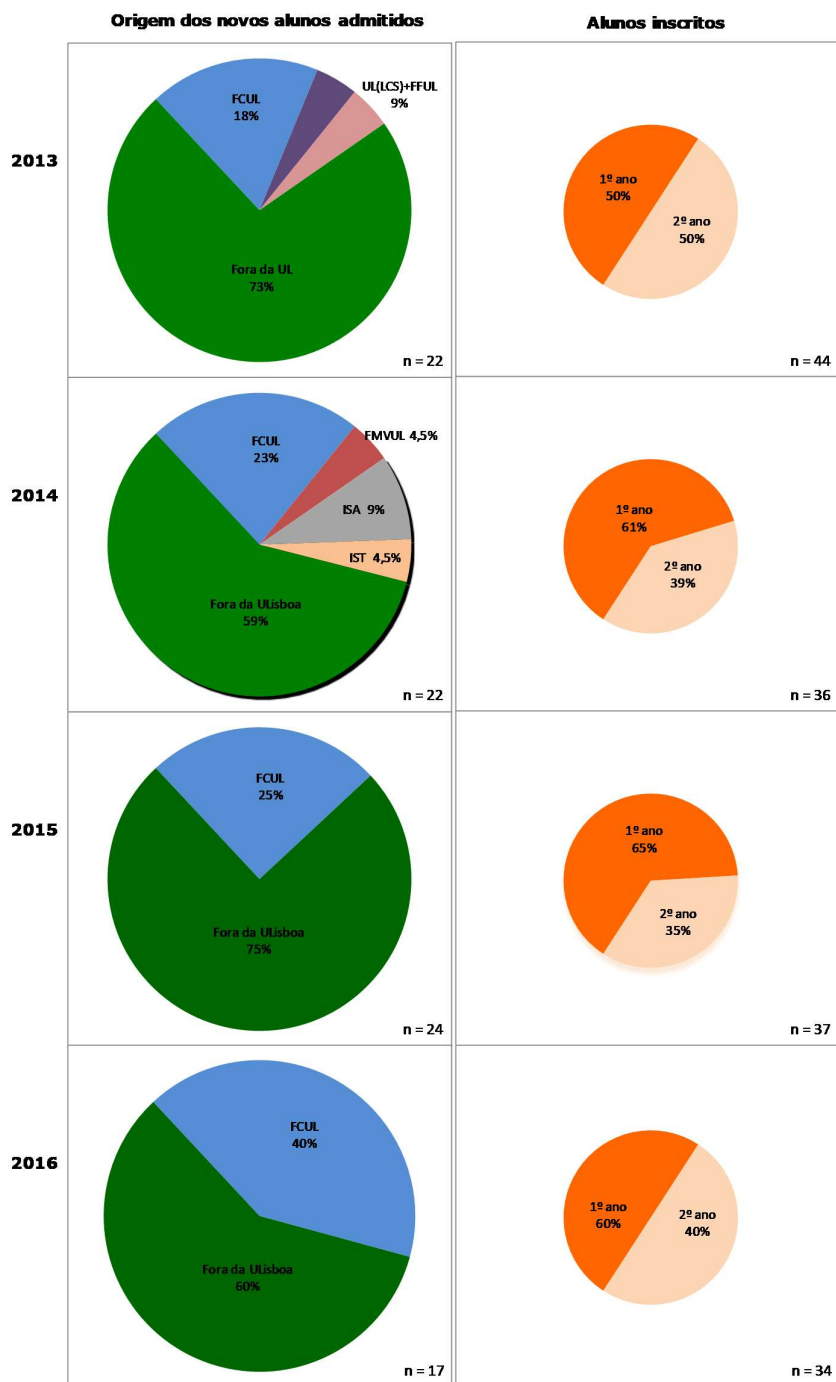 Origem dos novos alunos admitidos
Alunos inscritos
2013
FCUL
18%
UL(LCS)+FFUL
9%
Fora da UL
73%
n = 22
1º ano
50%
2º ano
50%
n = 44
2014
FCUL
23%
FMVUL 4,5%
ISA 9%
IST 4,5%
Fora da ULisboa
59%
n = 22
1º ano
61%
2º ano
39%
n = 36
2015
FCUL
25%
Fora da ULisboa
75%
n = 24
1º ano
65%
2º ano
35%
n = 37
2016
FCUL
40%
Fora da ULisboa
60%
n = 17
1º ano
60%
2º ano
40%
n = 34